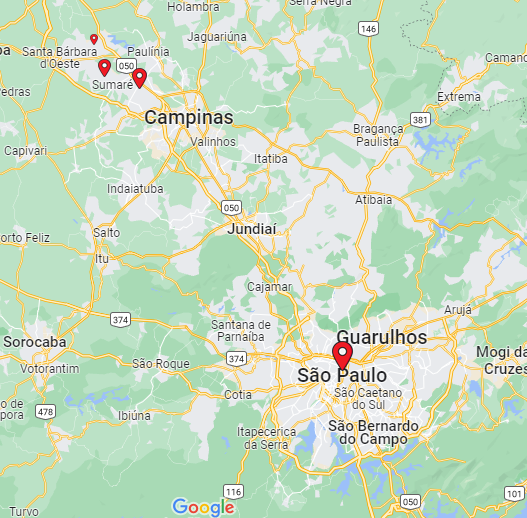 Holambra
Serra Negra
146
Jaguariúna
Santa Bárbara
d'Oeste
Paulínia
050
Sumaré
Extrema
Campinas
381
Bragança
Paulista
Valinhos
Capivari
Itatiba
Indaiatuba
Atibaia
050
Jundiaí
Salto
orto Feliz
Itu
Cajamar
Arujá
374
Santana de
Parnaíba
Guarulhos
Sorocaba
374
Mogi da
Cruzes
Votorantim
São Roque
São Paulo
Cotia
São Caetano
do Sul
478
Ibiúna
São Bernardo
do Campo
Itapecerica
da Serra
116
101
050
Google
Turvo